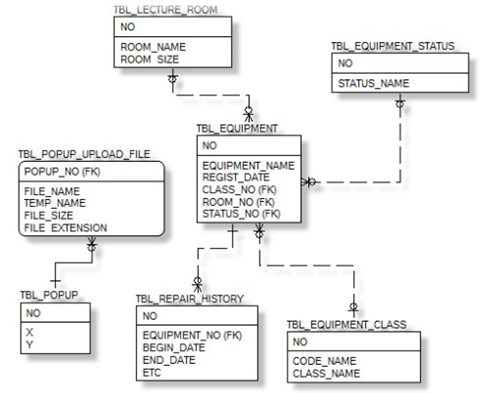 TBL_LECTURE_ROOM
NO
ROOM_NAME
ROOM_SIZE
TBL_EQUIPMENT_STATUS
NO
STATUS_NAME
TBL_EQUIPMENT
NO
EQUIPMENT_NAME
REGIST_DATE
CLASS_NO (FK)
ROOM_NO (FK)
STATUS_NO (FK)
TBL_POPUP_UPLOAD_FILE
POPUP_NO (FK)
FILE_NAME
TEMP_NAME
FILE_SIZE
FILE_EXTENSION
TBL_POPUP
NO
X
Y
TBL_REPAIR_HISTORY
NO
EQUIPMENT_NO (FK)
BEGIN_DATE
END_DATE
ETC
TBL_EQUIPMENT_CLASS
NO
CODE_NAME
CLASS_NAME